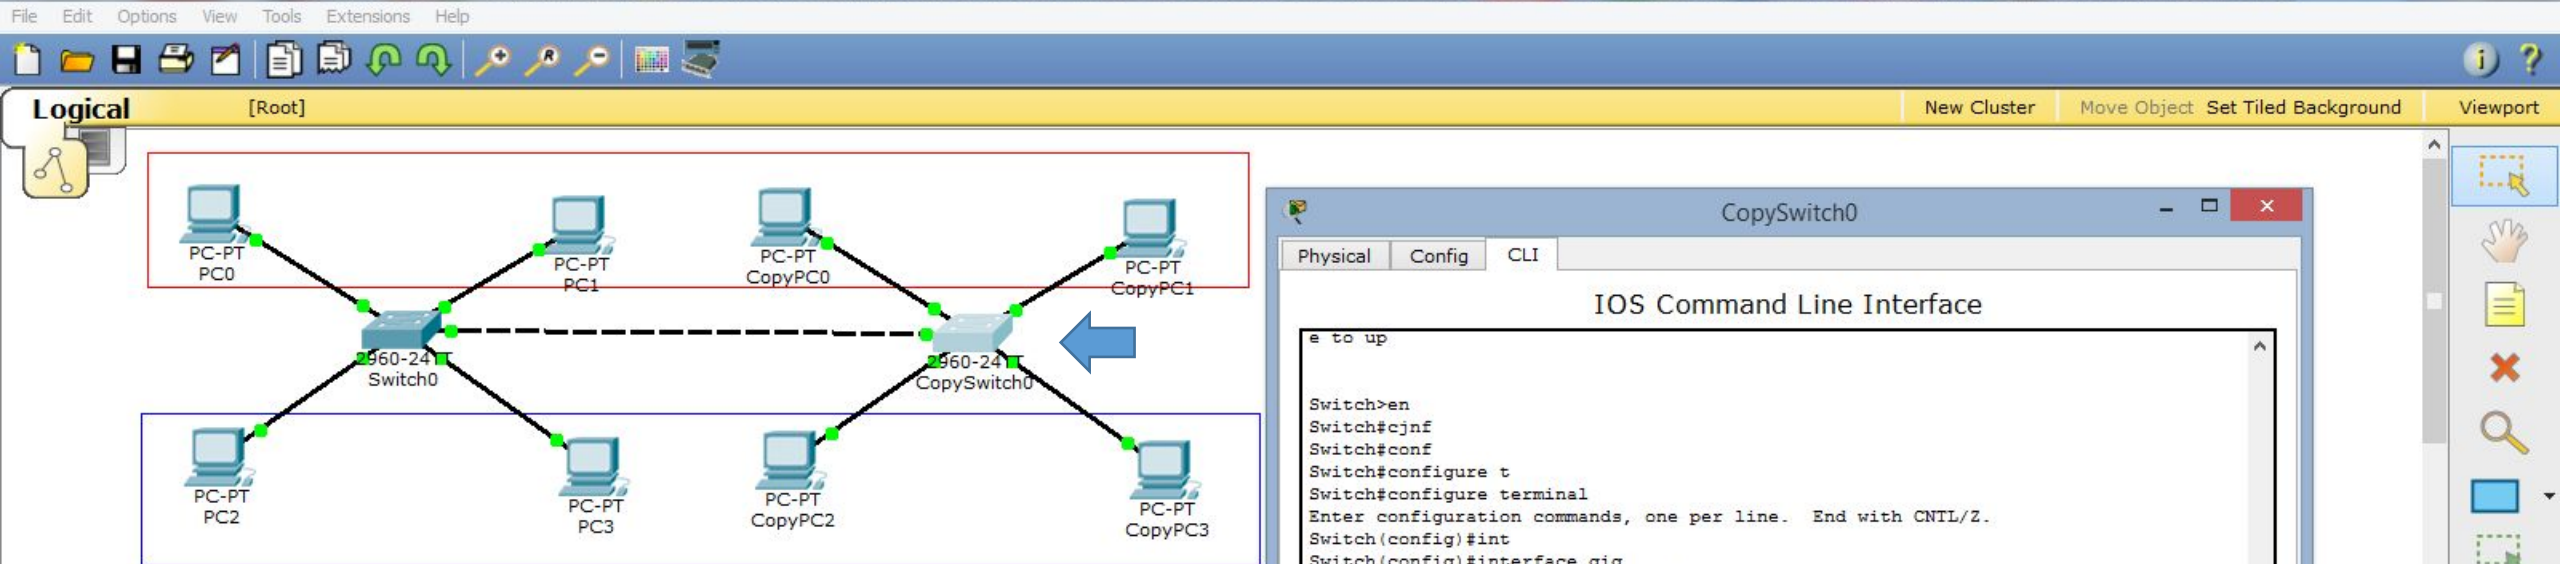 File Edit Options View Tools Extensions Help
Logical [Root] New Cluster Move Object Set Tiled Background Viewport
PC-PT
PC0
PC-PT
PC1
PC-PT
CopyPC0
PC-PT
CopyPC1
2960-24TT
Switch0
2960-24TT
CopySwitch0
PC-PT
PC2
PC-PT
PC3
PC-PT
CopyPC2
PC-PT
CopyPC3
CopySwitch0
Physical Config CLI
IOS Command Line Interface
e to up
Switch>en
Switch#cjnf
Switch#conf
Switch#configure t
Switch#configure terminal
Enter configuration commands, one per line. End with CNTL/Z.
Switch(config)#int
Switch(config)#interface gig